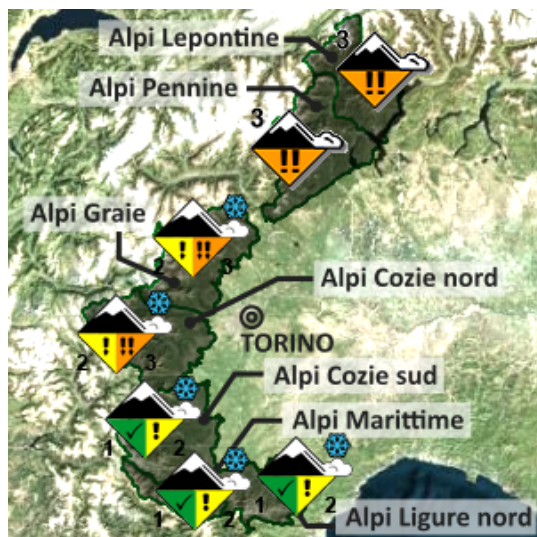 Alpi Lepontine
3
!!
Alpi Pennine
3
!!
Alpi Graie
! !!
2 3
Alpi Cozie nord
! !!
2 3
TORINO
Alpi Cozie sud
!
1 2
Alpi Marittime
!
1 2
!
1 2
Alpi Ligure nord